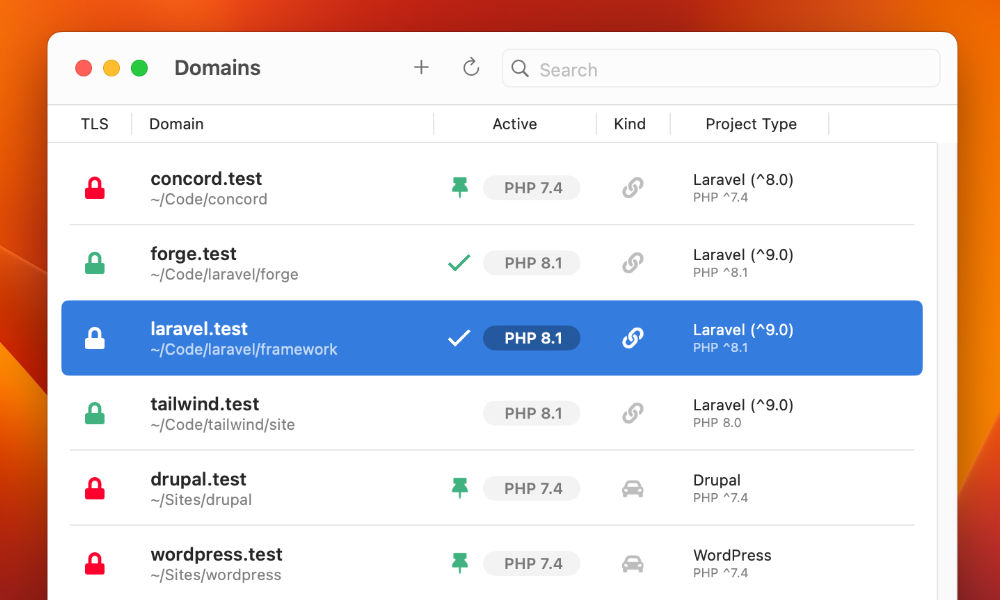 Domains
Search
TLS Domain Active Kind Project Type
concord.test PHP 7.4 Laravel (^8.0)
~/Code/concord PHP ^7.4
forge.test PHP 8.1 Laravel (^9.0)
~/Code/laravel/forge PHP ^8.1
laravel.test PHP 8.1 Laravel (^9.0)
~/Code/laravel/framework PHP ^8.1
tailwind.test PHP 8.1 Laravel (^9.0)
~/Code/tailwind/site PHP 8.0
drupal.test PHP 7.4 Drupal
~/Sites/drupal PHP ^7.4
wordpress.test PHP 7.4 WordPress
~/Sites/wordpress PHP ^7.4